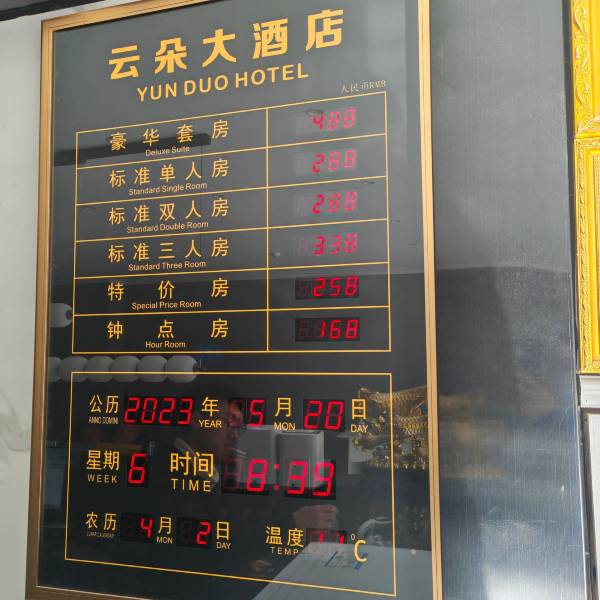 云朵大酒店
YUN DUO HOTEL
人民币RMB
豪华套房
Deluxe Suite
标准单人房
Standard Single Room
标准双人房
Standard Double Room
标准三人房 338
Standard Three Room
特价房 258
Special Price Room
钟点房 168
Hour Room
公历 2023 年 5 月 20 日
ANNO DOMINI YEAR MON DAY
星期 6 时间 8:39
WEEK TIME
农历 4 月 2 日 温度 °C
LUNAR CALENDAR MON DAY TEMP